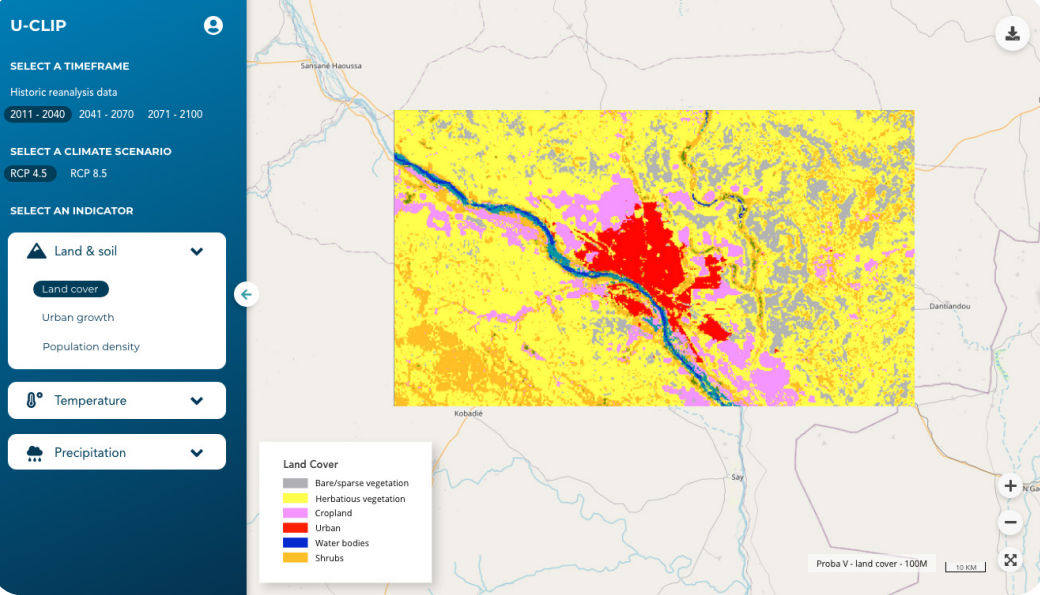 U-CLIP
SELECT A TIMEFRAME
Historic reanalysis data
2011 - 2040 2041 - 2070 2071 - 2100
SELECT A CLIMATE SCENARIO
RCP 4.5 RCP 8.5
SELECT AN INDICATOR
Land & soil
Land cover
Urban growth
Population density
Temperature
Precipitation
Sansané Haoussa
Dantiandou
Kobadié
Say
N'Ga
Land Cover
Bare/sparse vegetation
Herbatious vegetation
Cropland
Urban
Water bodies
Shrubs
Proba V - land cover - 100M
10 KM